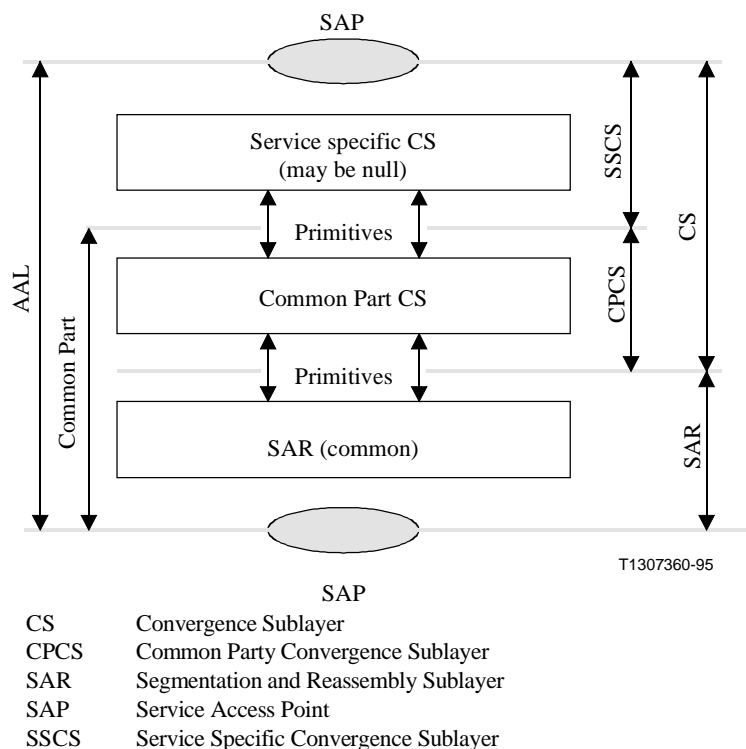 SAP
Service specific CS
(may be null)
SSCS
Primitives
CS
AAL
Common Part
Common Part CS
CPCS
Primitives
SAR (common)
SAR
T1307360-95
SAP
CS Convergence Sublayer
CPCS Common Party Convergence Sublayer
SAR Segmentation and Reassembly Sublayer
SAP Service Access Point
SSCS Service Specific Convergence Sublayer